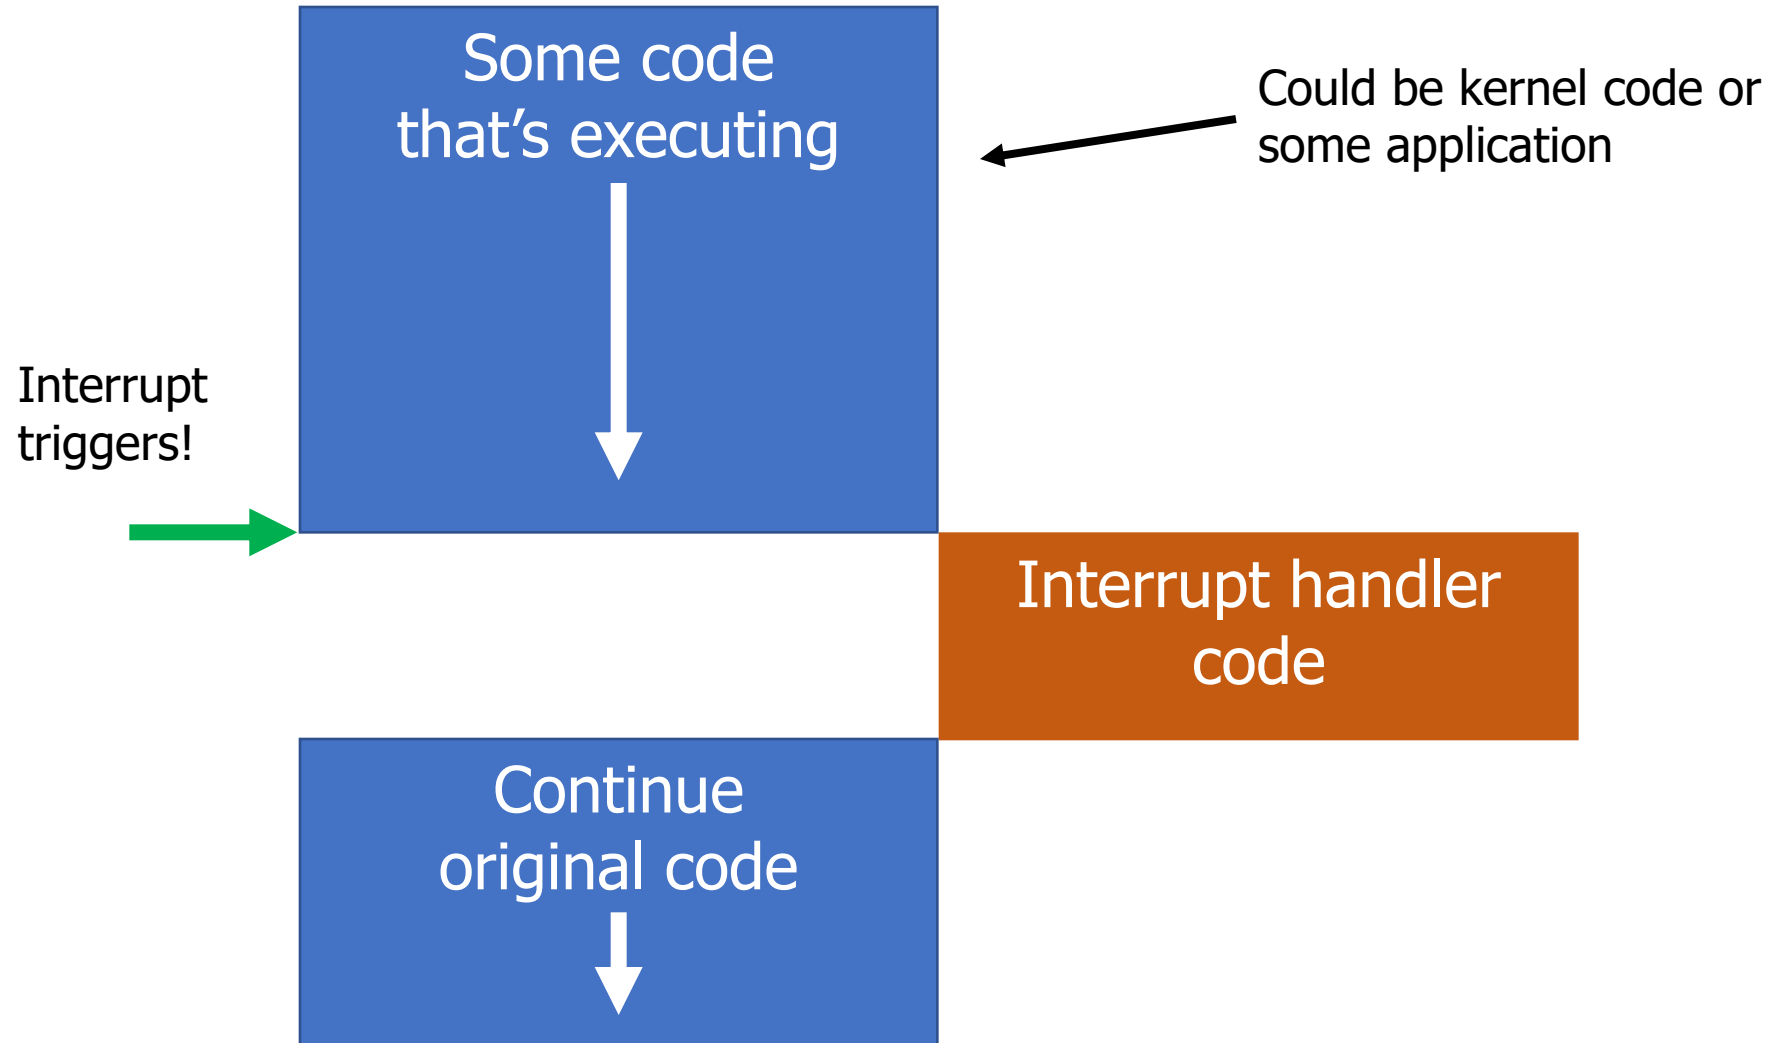 Some code
that’s executing
Could be kernel code or
some application
Interrupt
triggers!
Interrupt handler
code
Continue
original code